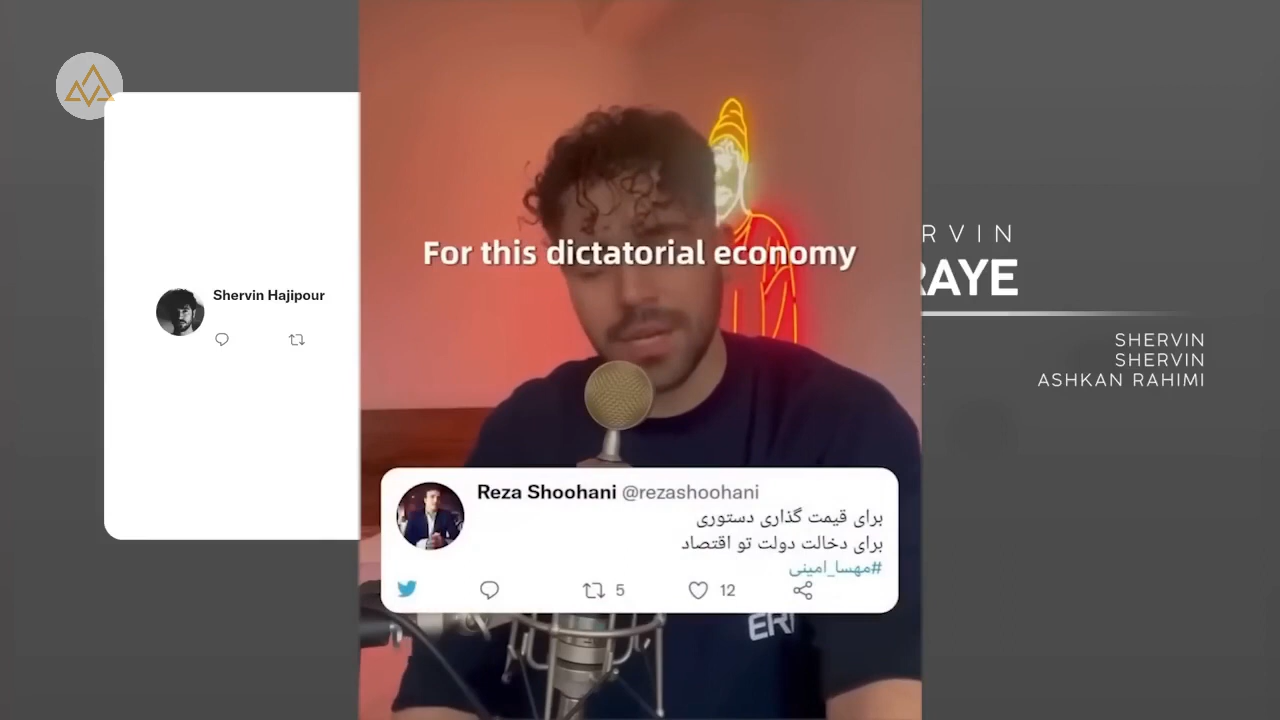 Shervin Hajipour
For this dictatorial economy
Reza Shoohani @rezashoohani
برای قیمت گذاری دستوری
برای دخالت دولت تو اقتصاد
#مهسا_امینی
5
12
RVIN
RAYE
SHERVIN
SHERVIN
ASHKAN RAHIMI